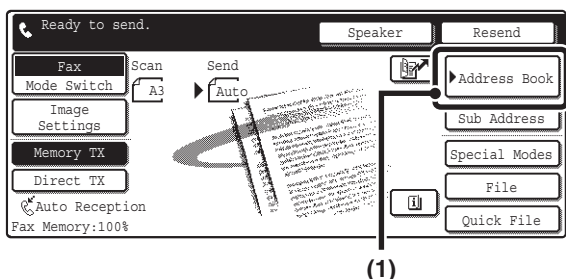 Ready to send.
Speaker
Resend
Fax
Mode Switch
Scan
A3
Send
Auto
Address Book
Image
Settings
Sub Address
Memory TX
Special Modes
Direct TX
File
Auto Reception
Fax Memory:100%
Quick File
(1)